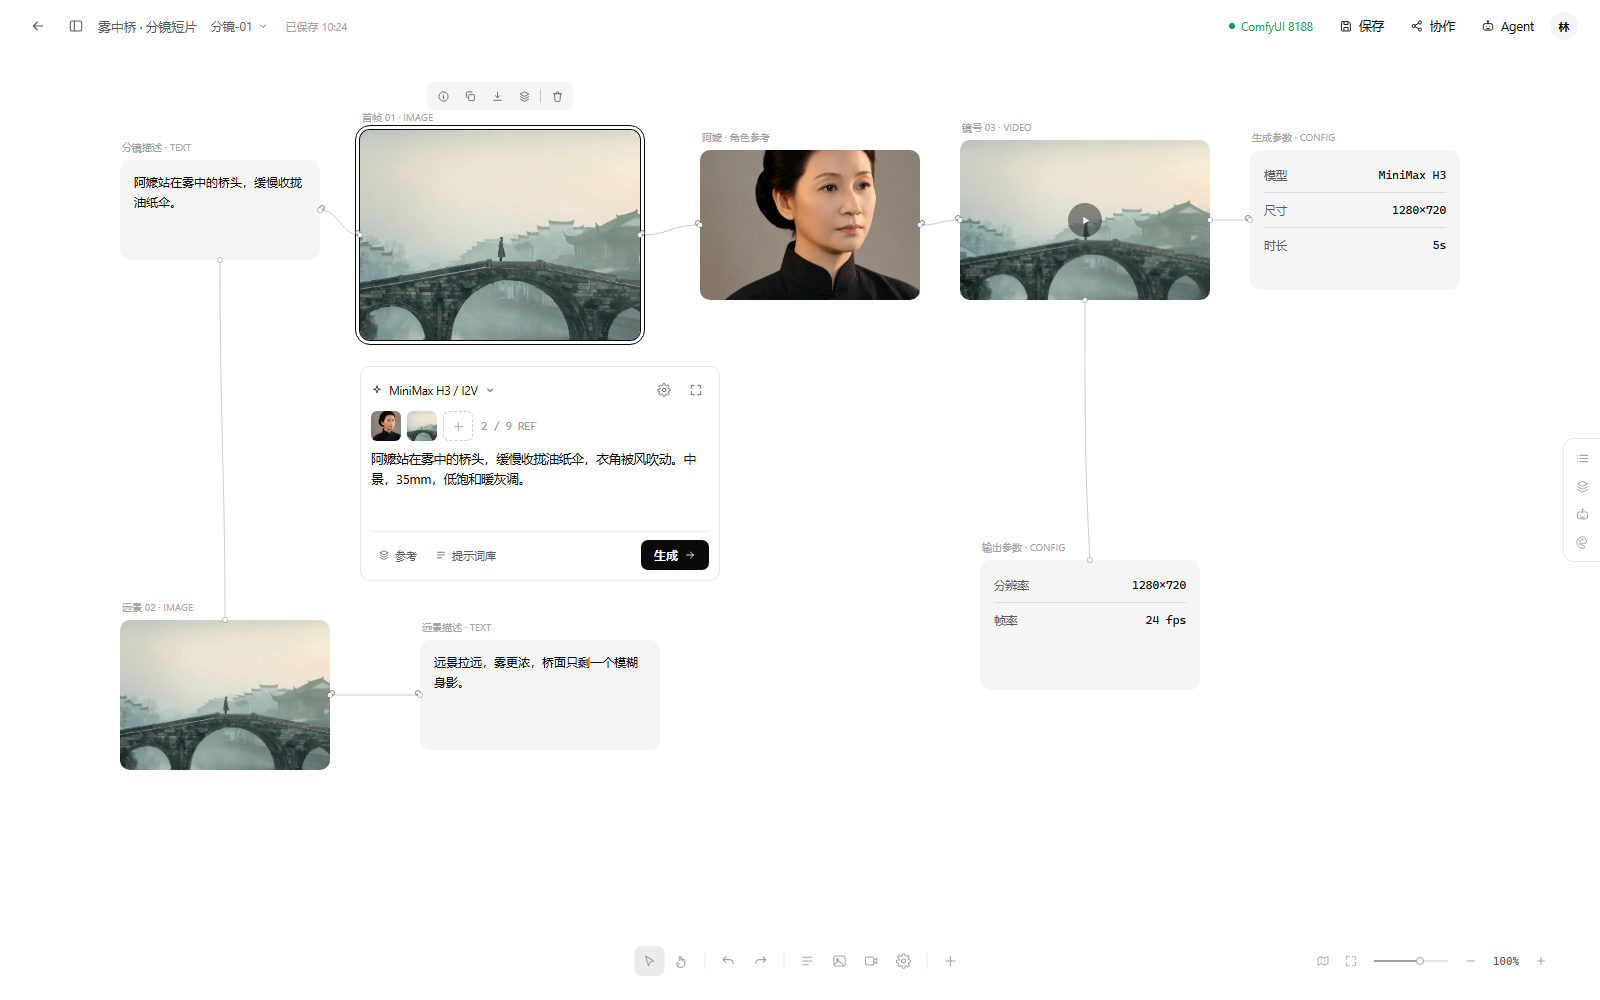 雾中桥 · 分镜短片
分镜-01
已保存 10:24
ComfyUI 8188
保存
协作
Agent
林
首帧 01 · IMAGE
分镜描述 · TEXT
阿嬷站在雾中的桥头，缓慢收拢
油纸伞。
阿嬷 · 角色参考
镜号 03 · VIDEO
生成参数 · CONFIG
模型 MiniMax H3
尺寸 1280×720
时长 5s
MiniMax H3 / I2V
2 / 9 REF
阿嬷站在雾中的桥头，缓慢收拢油纸伞，衣角被风吹动。中
景，35mm，低饱和暖灰调。
参考
提示词库
生成
输出参数 · CONFIG
分辨率 1280×720
帧率 24 fps
远景 02 · IMAGE
远景描述 · TEXT
远景拉远，雾更浓，桥面只剩一个模糊
身影。
100%